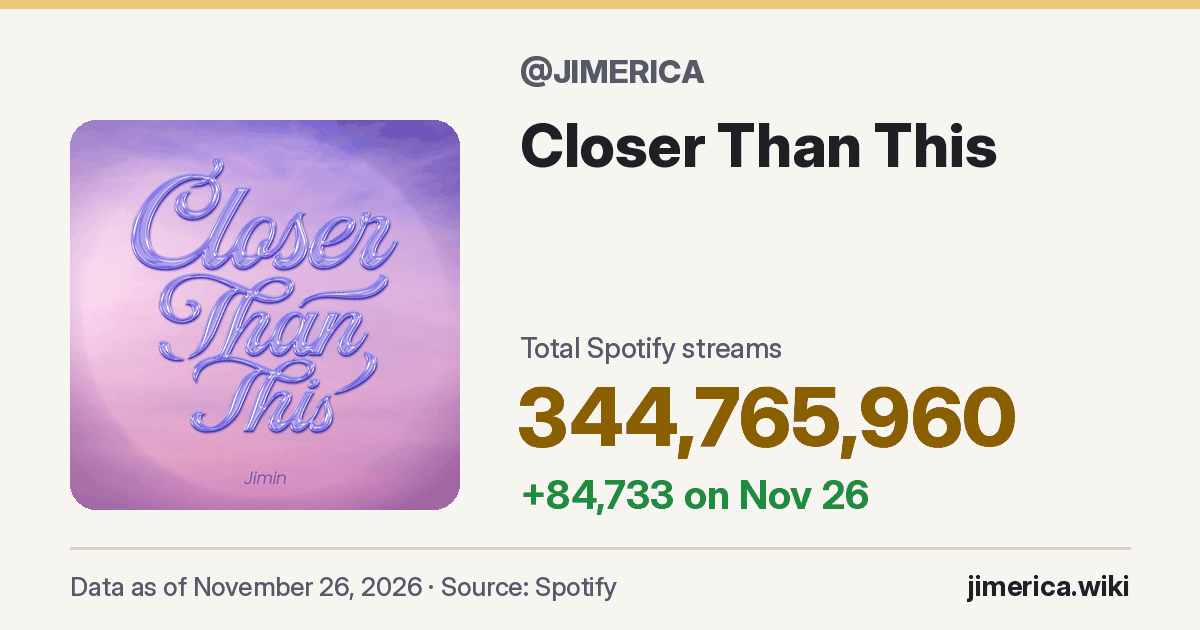 @JIMERICA
Closer Than This
Closer
Than
This
Jimin
Total Spotify streams
344,765,960
+84,733 on Nov 26
Data as of November 26, 2026 · Source: Spotify
jimerica.wiki